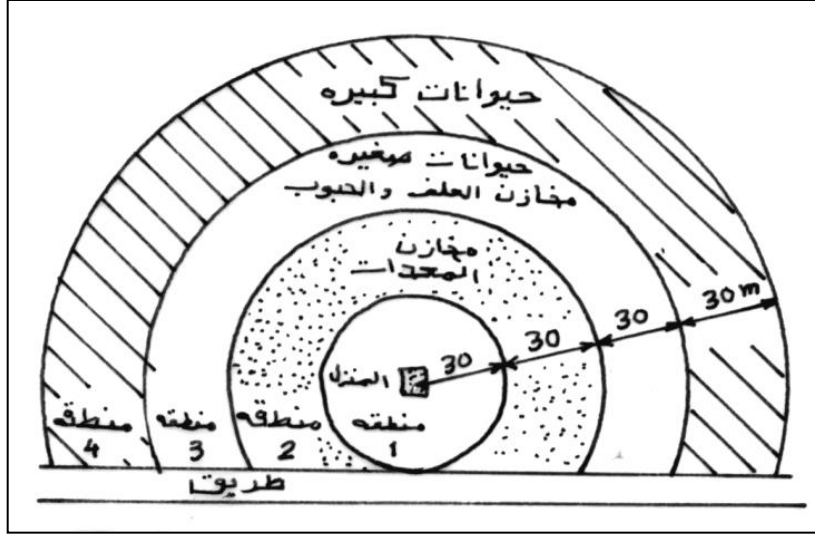 حيوانات كبيره
حيوانات صغيره
مخازن العلف والحبوب
مخازن
المعدات
30 m
30
30
30
المنزل
منطقه
1
منطقه
2
منطقه
3
منطقه
4
طريق